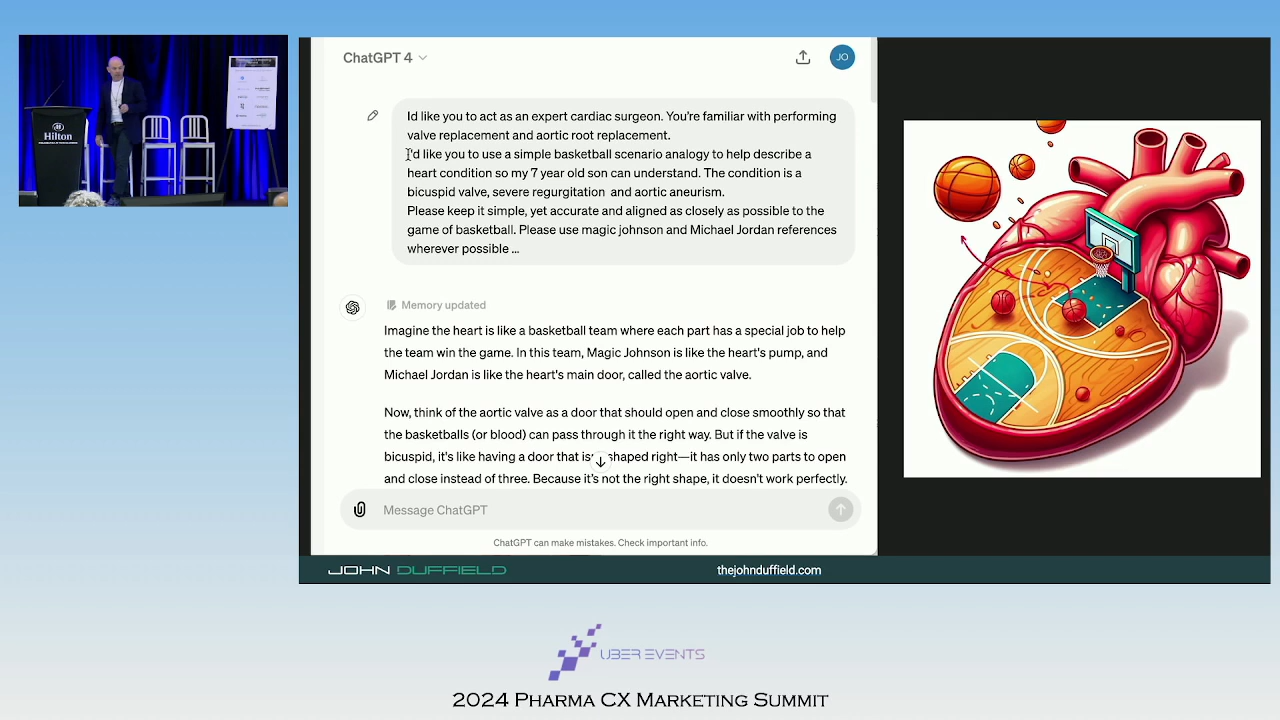 Hilton
ChatGPT 4
JO
Id like you to act as an expert cardiac surgeon. You're familiar with performing
valve replacement and aortic root replacement.
I'd like you to use a simple basketball scenario analogy to help describe a
heart condition so my 7 year old son can understand. The condition is a
bicuspid valve, severe regurgitation and aortic aneurism.
Please keep it simple, yet accurate and aligned as closely as possible to the
game of basketball. Please use magic johnson and Michael Jordan references
wherever possible ...
Memory updated
Imagine the heart is like a basketball team where each part has a special job to help
the team win the game. In this team, Magic Johnson is like the heart's pump, and
Michael Jordan is like the heart's main door, called the aortic valve.
Now, think of the aortic valve as a door that should open and close smoothly so that
the basketballs (or blood) can pass through it the right way. But if the valve is
bicuspid, it's like having a door that isn' shaped right—it has only two parts to open
and close instead of three. Because it's not the right shape, it doesn't work perfectly.
Message ChatGPT
ChatGPT can make mistakes. Check important info.
JOHN DUFFIELD
thejohnduffield.com
UBER EVENTS
2024 Pharma CX Marketing Summit